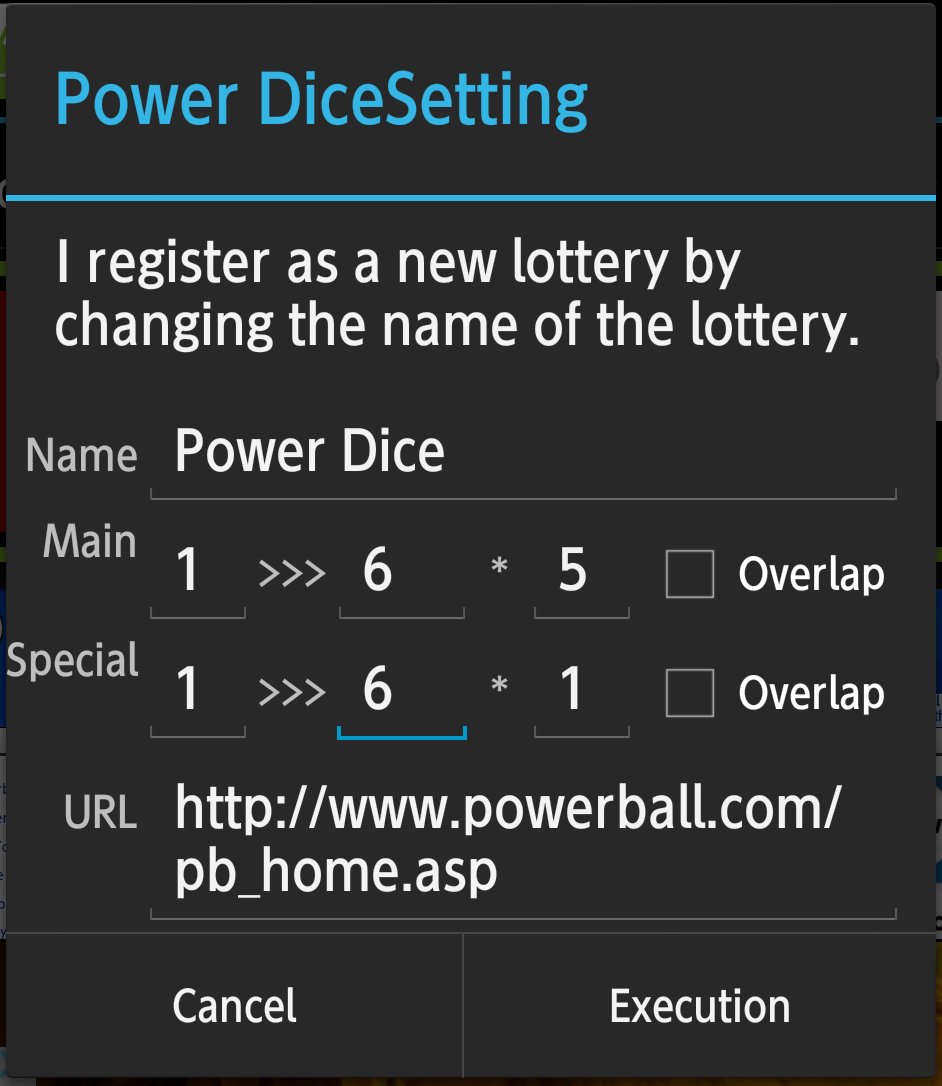 Power DiceSetting
I register as a new lottery by
changing the name of the lottery.
Name Power Dice
Main 1 >>> 6 * 5 Overlap
Special 1 >>> 6 * 1 Overlap
URL http://www.powerball.com/
pb_home.asp
Cancel Execution